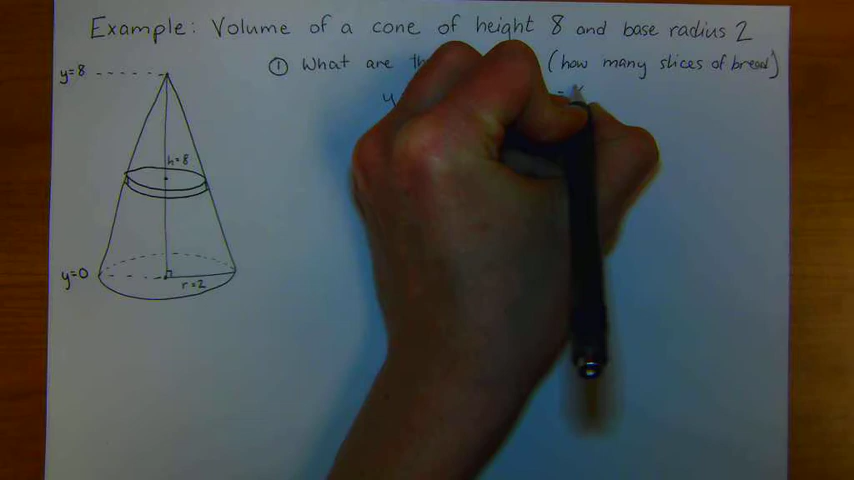 Example: Volume of a cone of height 8 and base radius 2
y=8
① What are (how many slices of bread)
h=8
y=0
r=2